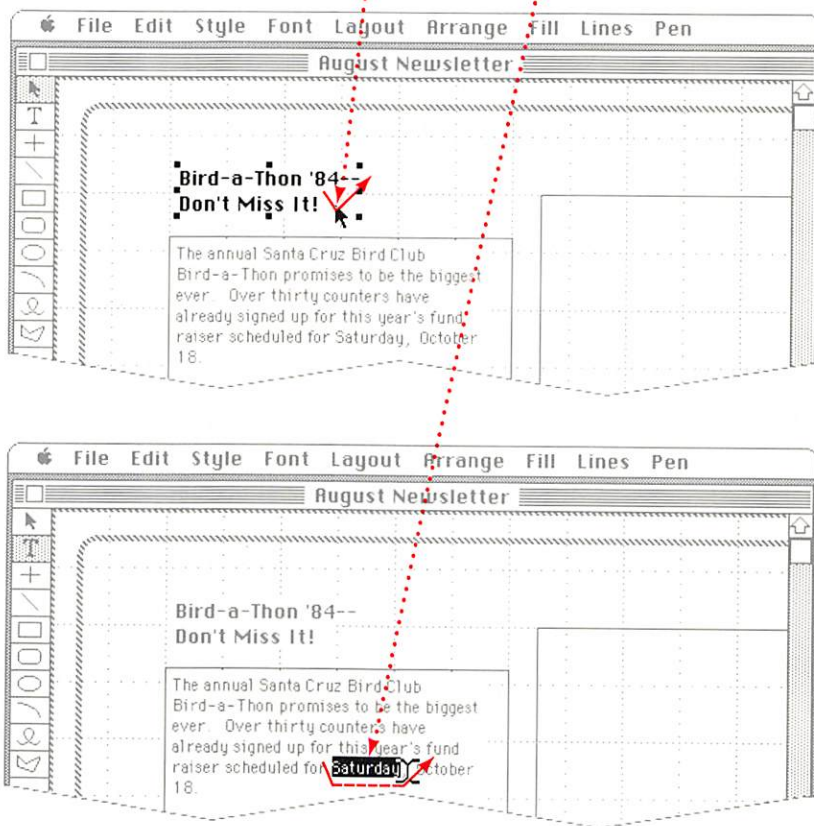 File Edit Style Font Layout Arrange Fill Lines Pen
August Newsletter
T
Bird-a-Thon '84--
Don't Miss It!
The annual Santa Cruz Bird Club
Bird-a-Thon promises to be the biggest
ever. Over thirty counters have
already signed up for this year's fund
raiser scheduled for Saturday, October
18.
File Edit Style Font Layout Arrange Fill Lines Pen
August Newsletter
T
Bird-a-Thon '84--
Don't Miss It!
The annual Santa Cruz Bird Club
Bird-a-Thon promises to be the biggest
ever. Over thirty counters have
already signed up for this year's fund
raiser scheduled for Saturday, October
18.